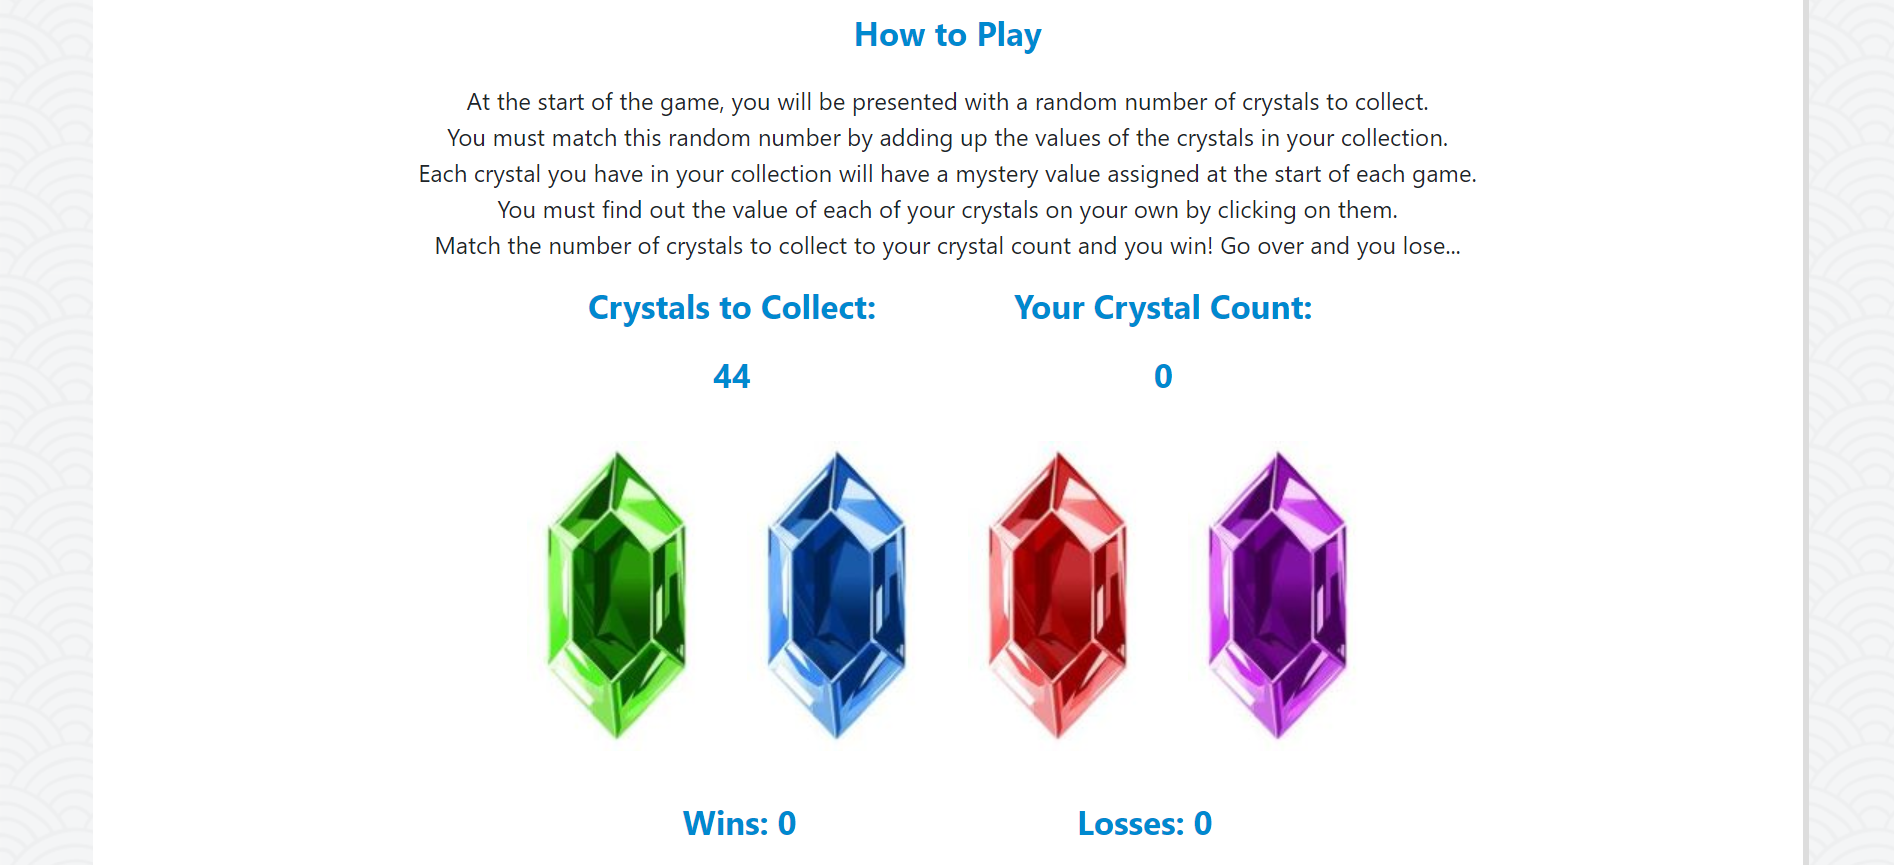 How to Play
At the start of the game, you will be presented with a random number of crystals to collect.
You must match this random number by adding up the values of the crystals in your collection.
Each crystal you have in your collection will have a mystery value assigned at the start of each game.
You must find out the value of each of your crystals on your own by clicking on them.
Match the number of crystals to collect to your crystal count and you win! Go over and you lose...
Crystals to Collect:
44
Your Crystal Count:
0
Wins: 0
Losses: 0